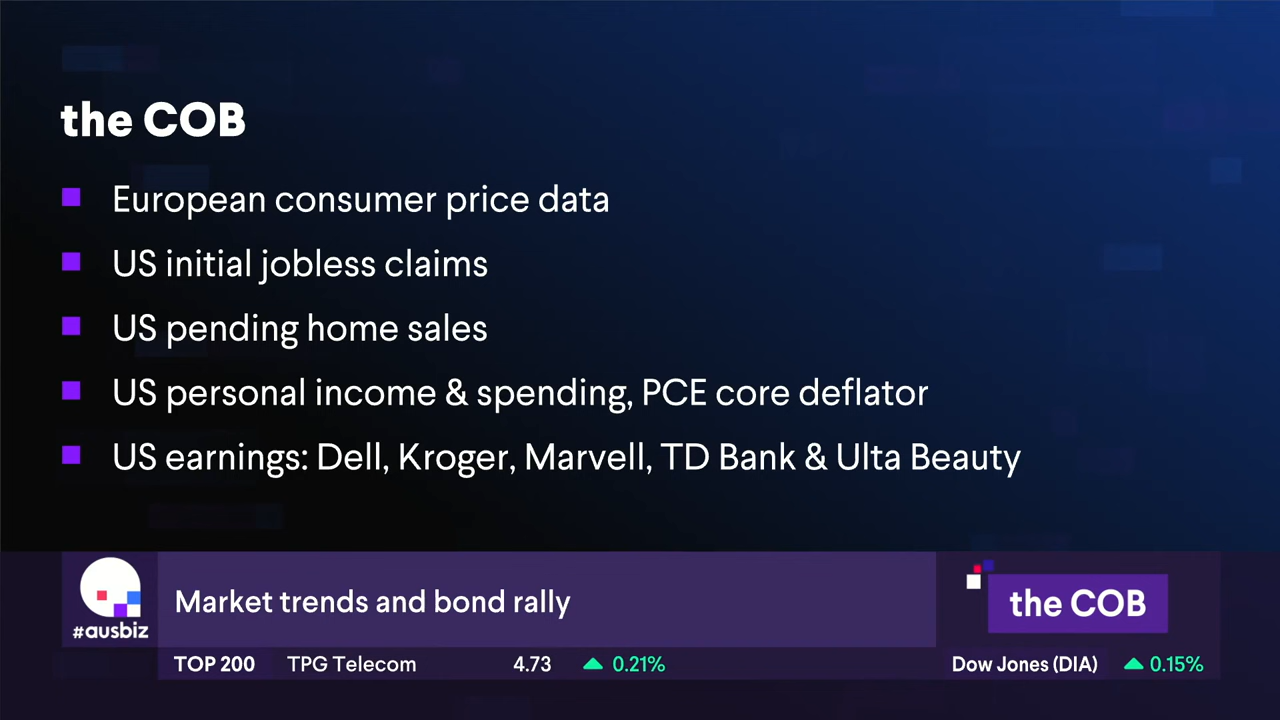 the COB
European consumer price data
US initial jobless claims
US pending home sales
US personal income & spending, PCE core deflator
US earnings: Dell, Kroger, Marvell, TD Bank & Ulta Beauty
#ausbiz
Market trends and bond rally
the COB
TOP 200 TPG Telecom 4.73 0.21% Dow Jones (DIA) 0.15%